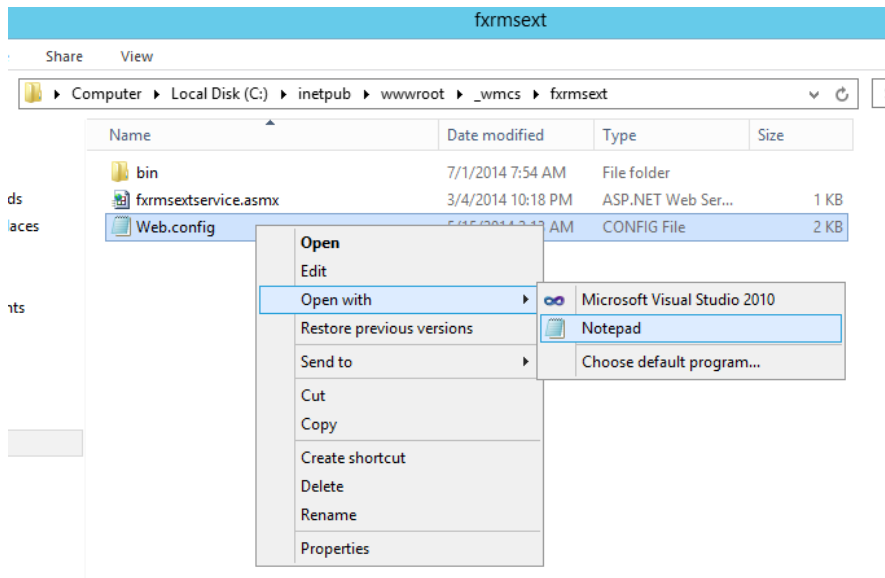 fxrmsext
Share View
Computer Local Disk (C:) inetpub wwwroot _wmcs fxrmsext
Name Date modified Type Size
bin 7/1/2014 7:54 AM File folder
ds fxrmsextservice.asmx 3/4/2014 10:18 PM ASP.NET Web Ser... 1 KB
laces Web.config AM CONFIG File 2 KB
Open
Edit
Open with Microsoft Visual Studio 2010
nts
Restore previous versions Notepad
Send to Choose default program...
Cut
Copy
Create shortcut
Delete
Rename
Properties